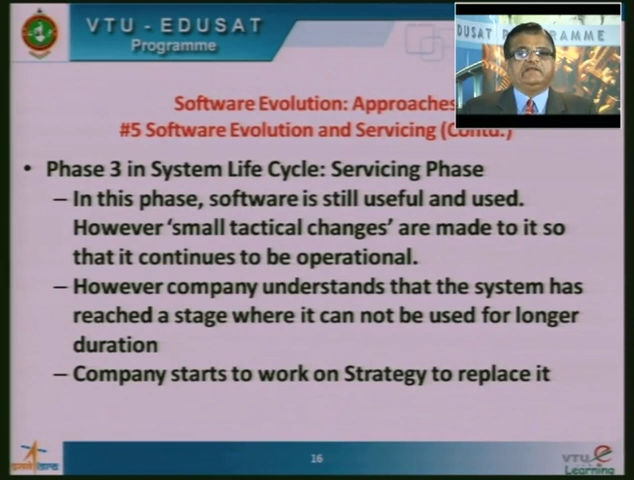 VTU - EDUSAT
Programme
DUSAT PROGRAMME
Software Evolution: Approaches
#5 Software Evolution and Servicing (Contd.)
• Phase 3 in System Life Cycle: Servicing Phase
– In this phase, software is still useful and used.
However ‘small tactical changes’ are made to it so
that it continues to be operational.
– However company understands that the system has
reached a stage where it can not be used for longer
duration
– Company starts to work on Strategy to replace it
16
VTU e
Learning